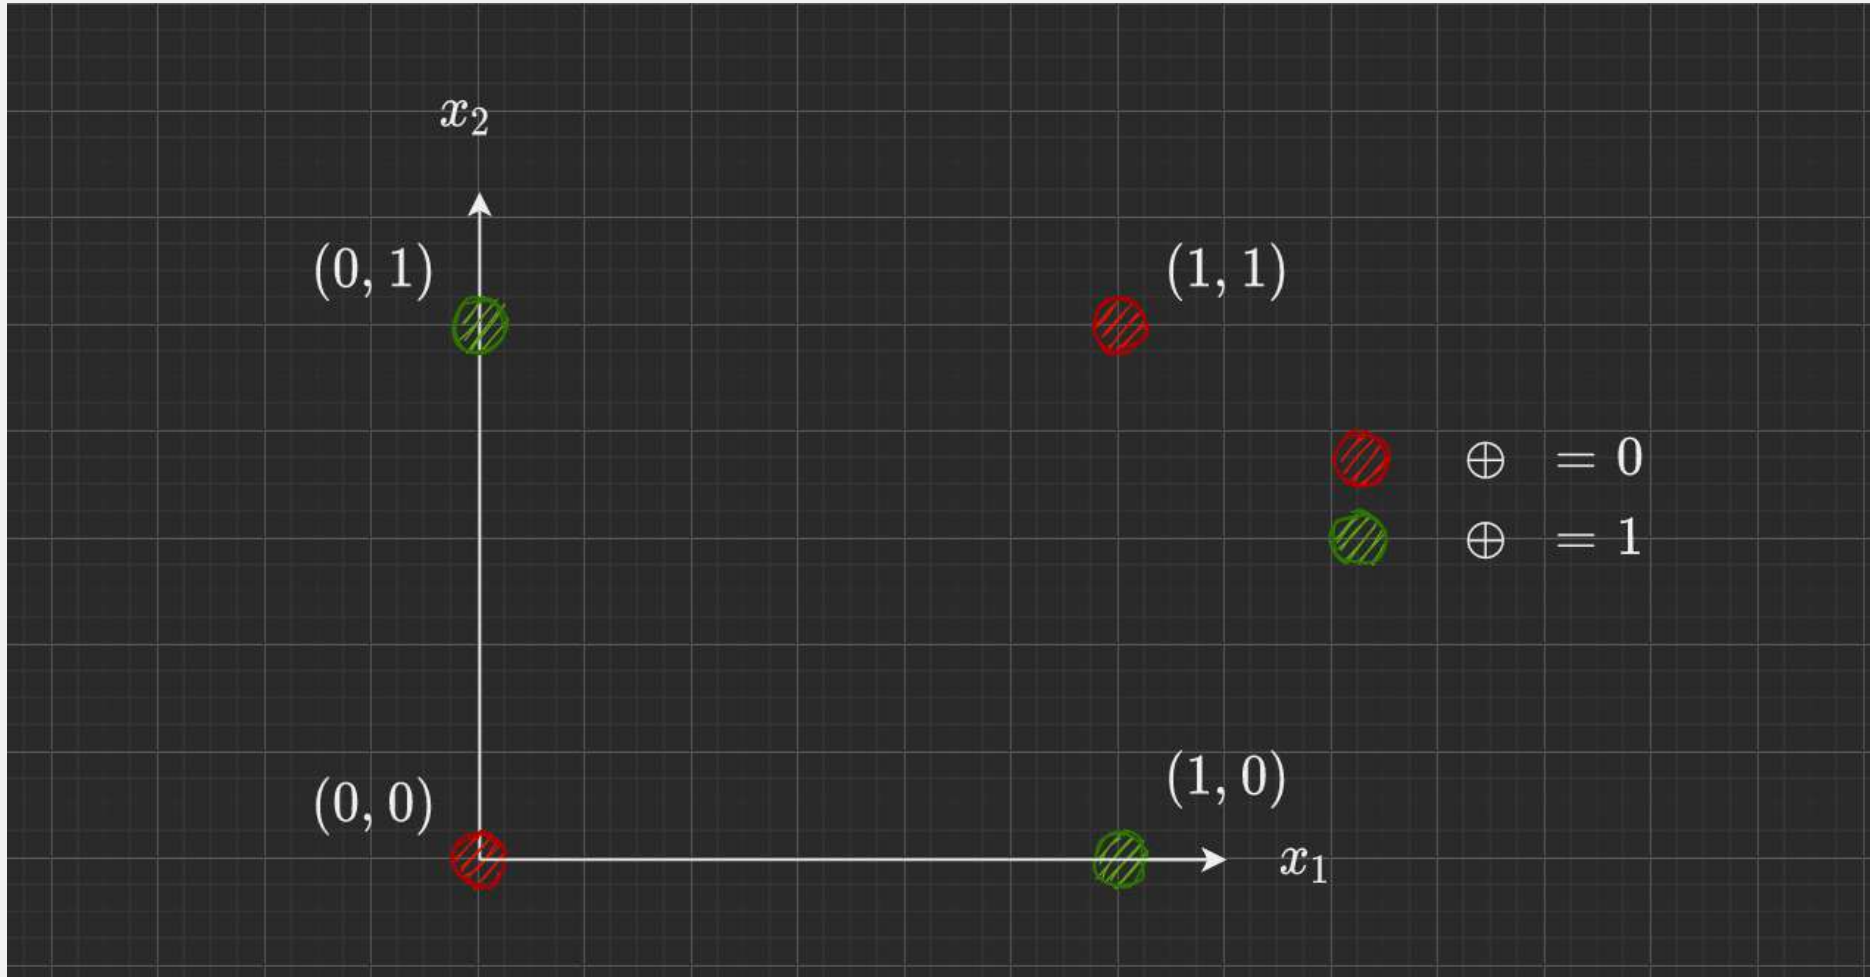 x₂
(0, 1)
(1, 1)
⊕ = 0
⊕ = 1
(0, 0)
(1, 0)
x₁